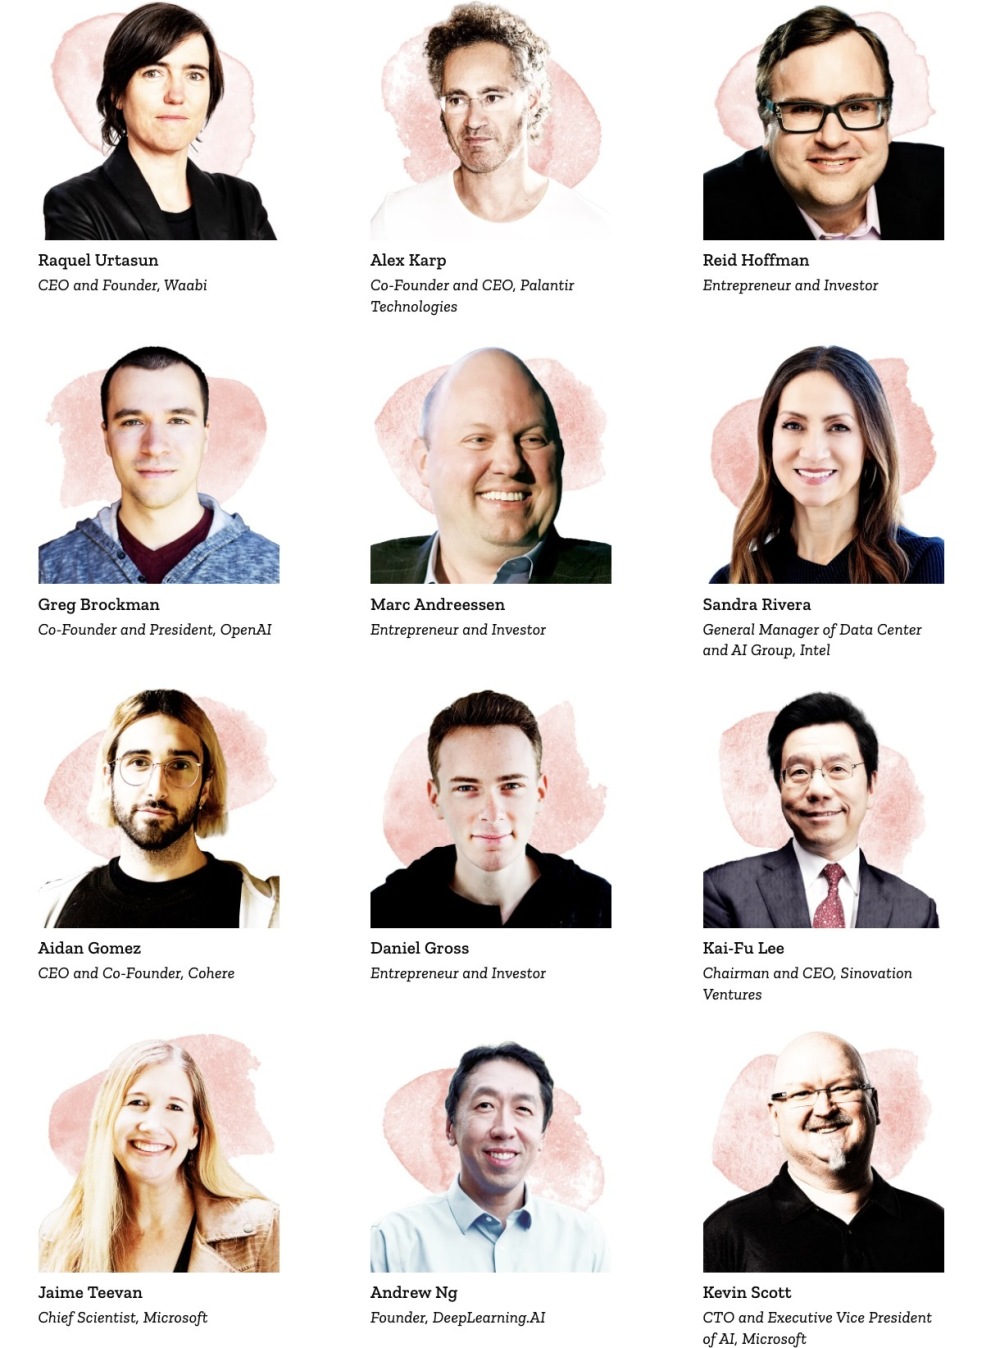 Raquel Urtasun
CEO and Founder, Waabi
Alex Karp
Co-Founder and CEO, Palantir
Technologies
Reid Hoffman
Entrepreneur and Investor
Greg Brockman
Co-Founder and President, OpenAI
Marc Andreessen
Entrepreneur and Investor
Sandra Rivera
General Manager of Data Center
and AI Group, Intel
Aidan Gomez
CEO and Co-Founder, Cohere
Daniel Gross
Entrepreneur and Investor
Kai-Fu Lee
Chairman and CEO, Sinovation
Ventures
Jaime Teevan
Chief Scientist, Microsoft
Andrew Ng
Founder, DeepLearning.AI
Kevin Scott
CTO and Executive Vice President
of AI, Microsoft